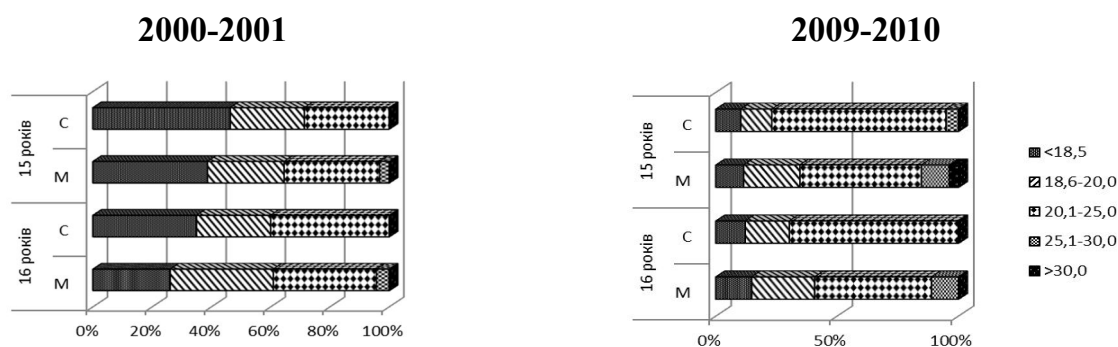 2000-2001
2009-2010
15 років
С
М
16 років
С
М
0% 20% 40% 60% 80% 100%
15 років
С
М
16 років
С
М
0% 50% 100%
<18,5
18,6-20,0
20,1-25,0
25,1-30,0
>30,0